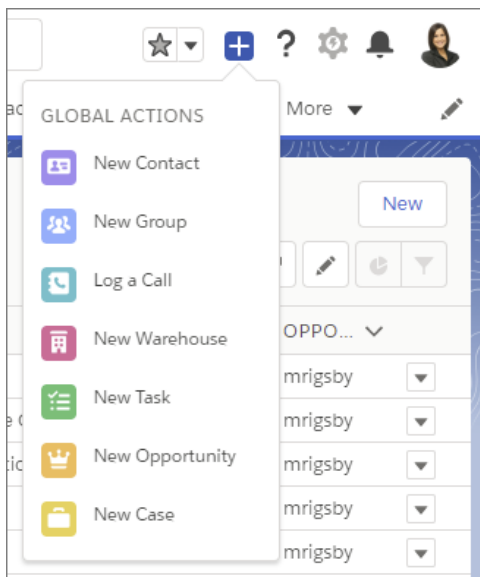 ?
ac
More
GLOBAL ACTIONS
New Contact
New
New Group
Log a Call
New Warehouse
OPPO...
mrigsby
New Task
mrigsby
New Opportunity
mrigsby
New Case
mrigsby
mrigsby